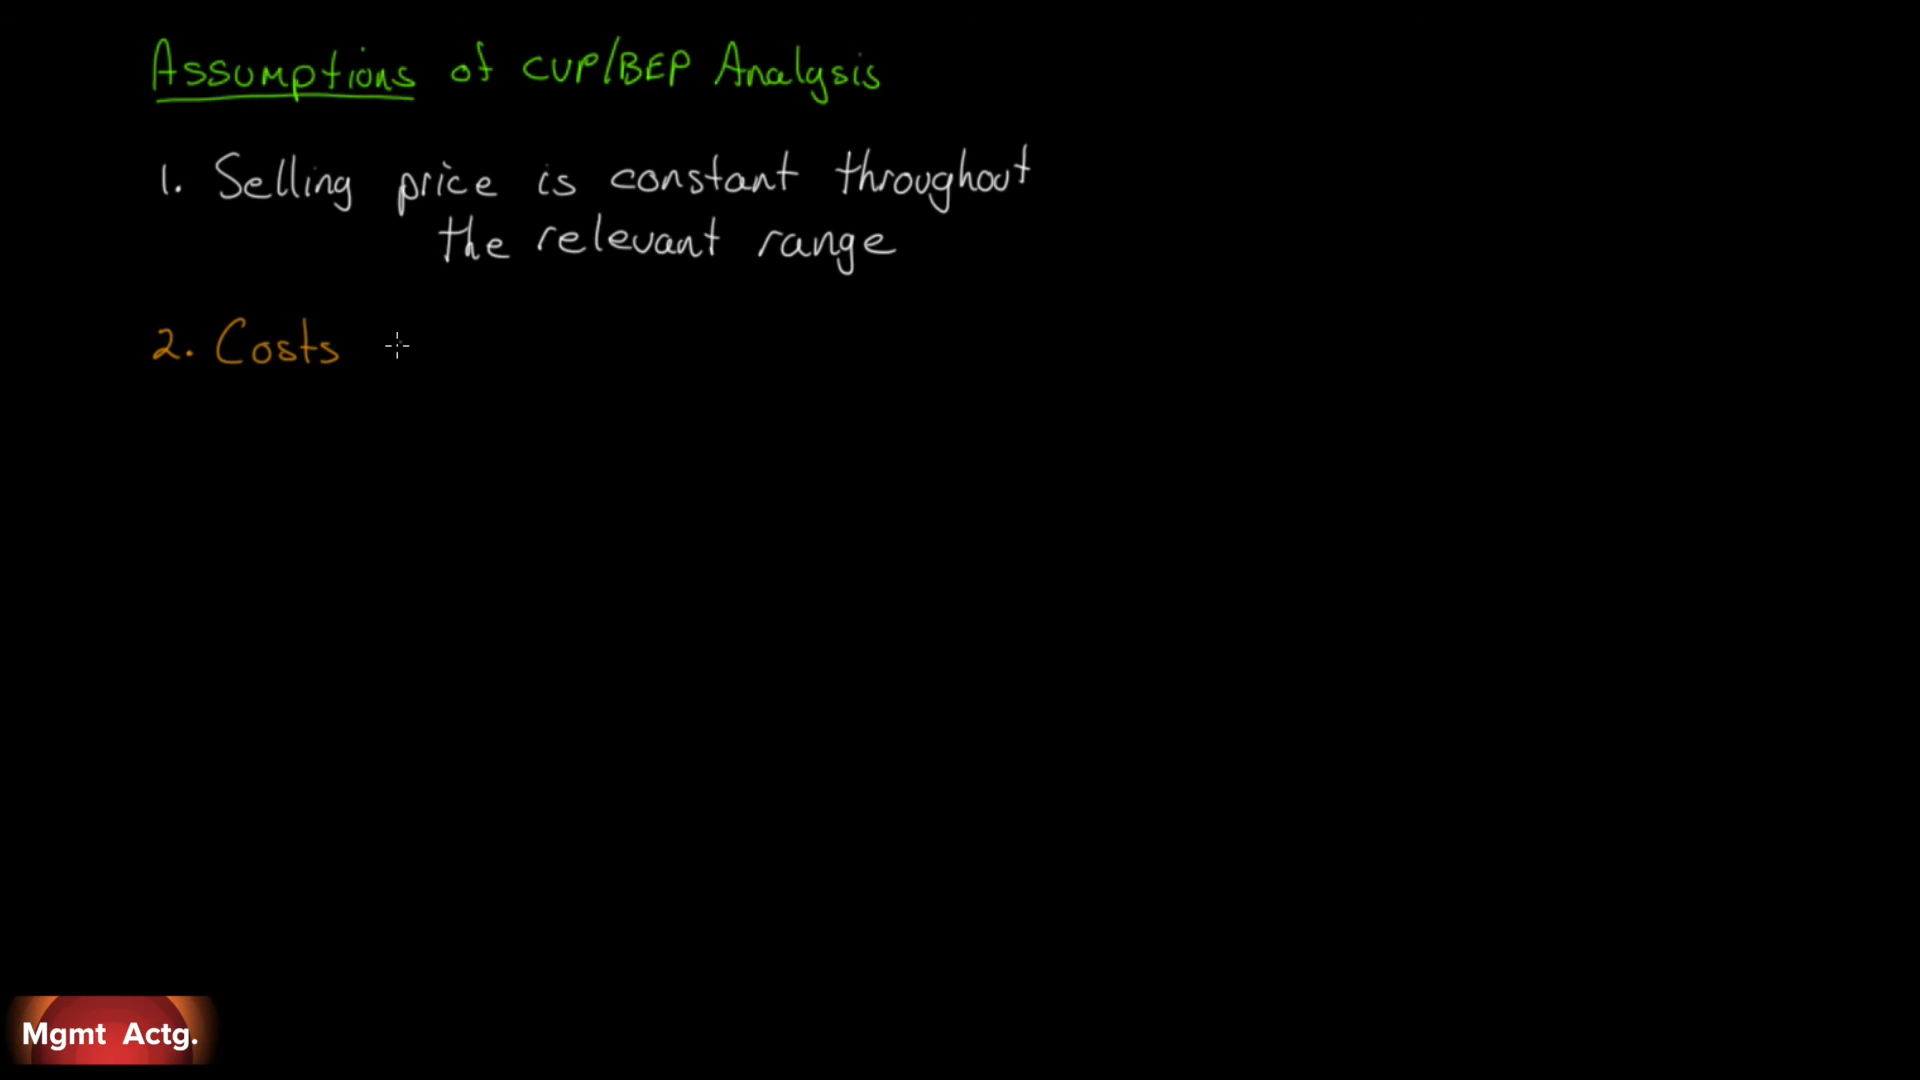 Assumptions of CVP/BEP Analysis
1. Selling price is constant throughout
the relevant range
2. Costs
Mgmt Actg.